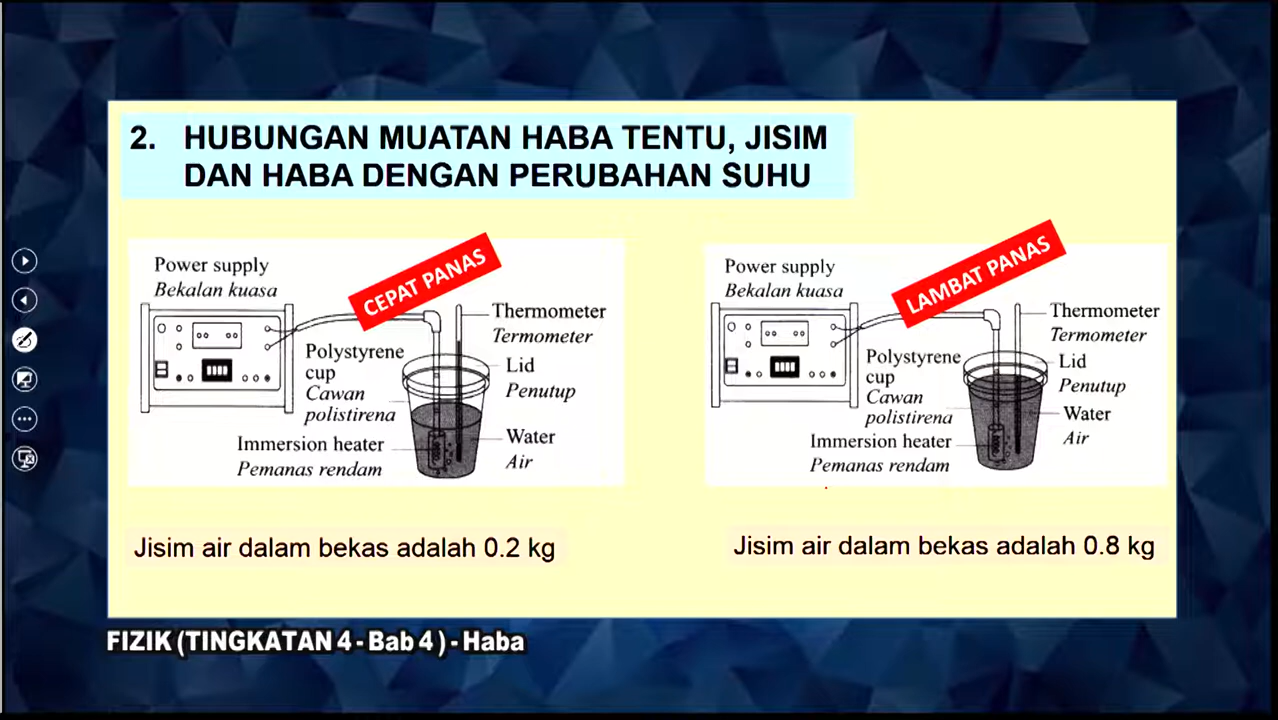 2. HUBUNGAN MUATAN HABA TENTU, JISIM
DAN HABA DENGAN PERUBAHAN SUHU
CEPAT PANAS
Power supply
Bekalan kuasa
Thermometer
Termometer
Polystyrene
cup
Cawan
polistirena
Lid
Penutup
Immersion heater
Pemanas rendam
Water
Air
Jisim air dalam bekas adalah 0.2 kg
LAMBAT PANAS
Power supply
Bekalan kuasa
Thermometer
Termometer
Polystyrene
cup
Cawan
polistirena
Lid
Penutup
Water
Air
Immersion heater
Pemanas rendam
Jisim air dalam bekas adalah 0.8 kg
FIZIK (TINGKATAN 4 - Bab 4 ) - Haba